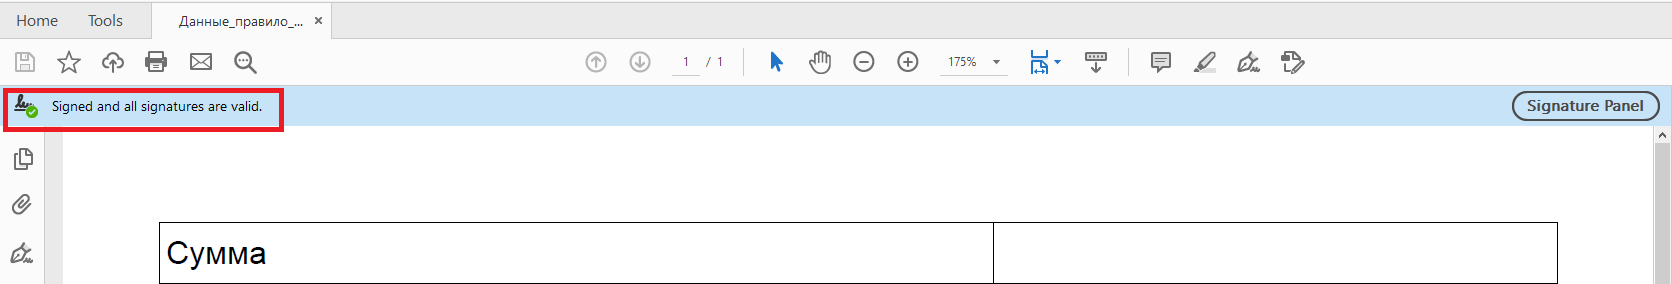 Home Tools Данные_правило_... ×
1 / 1 175%
Signed and all signatures are valid. Signature Panel
Сумма